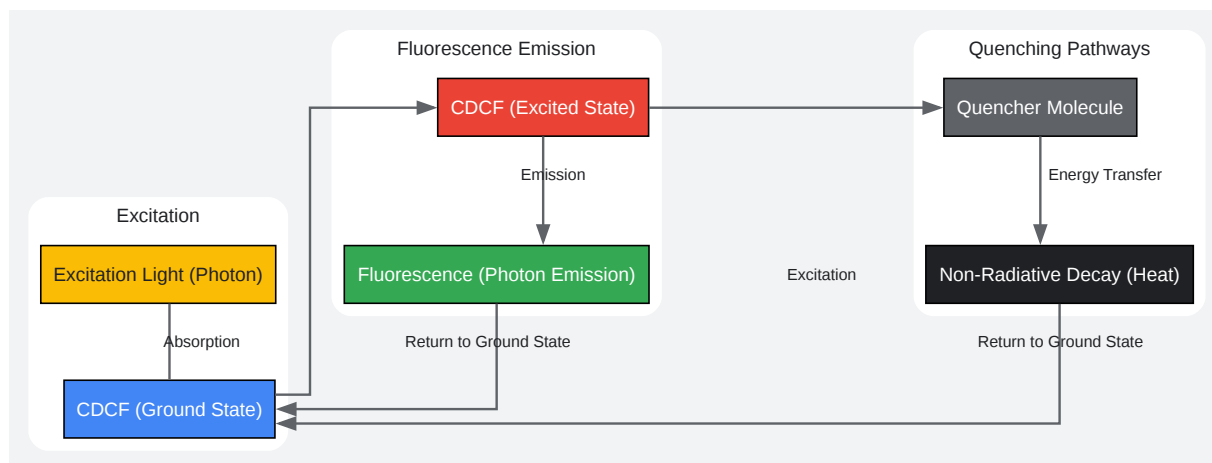 Fluorescence Emission
Quenching Pathways
CDCF (Excited State)
Quencher Molecule
Emission
Energy Transfer
Excitation
Excitation Light (Photon)
Fluorescence (Photon Emission)
Excitation
Non-Radiative Decay (Heat)
Absorption
Return to Ground State
Return to Ground State
CDCF (Ground State)